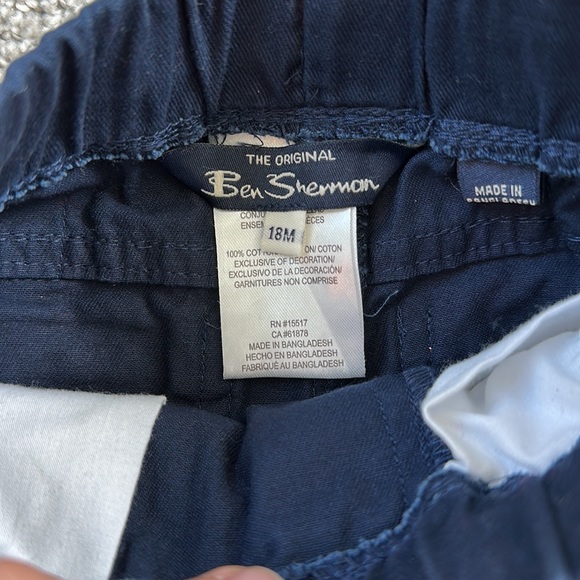 THE ORIGINAL
Ben Sherman
MADE IN
18M
100% COTTON
ON/COTON
EXCLUSIVE OF DECORATION/
EXCLUSIVO DE LA DECORACIÓN/
GARNITURES NON COMPRISE
RN #15517
CA #61878
MADE IN BANGLADESH
HECHO EN BANGLADESH
FABRIQUÉ AU BANGLADESH